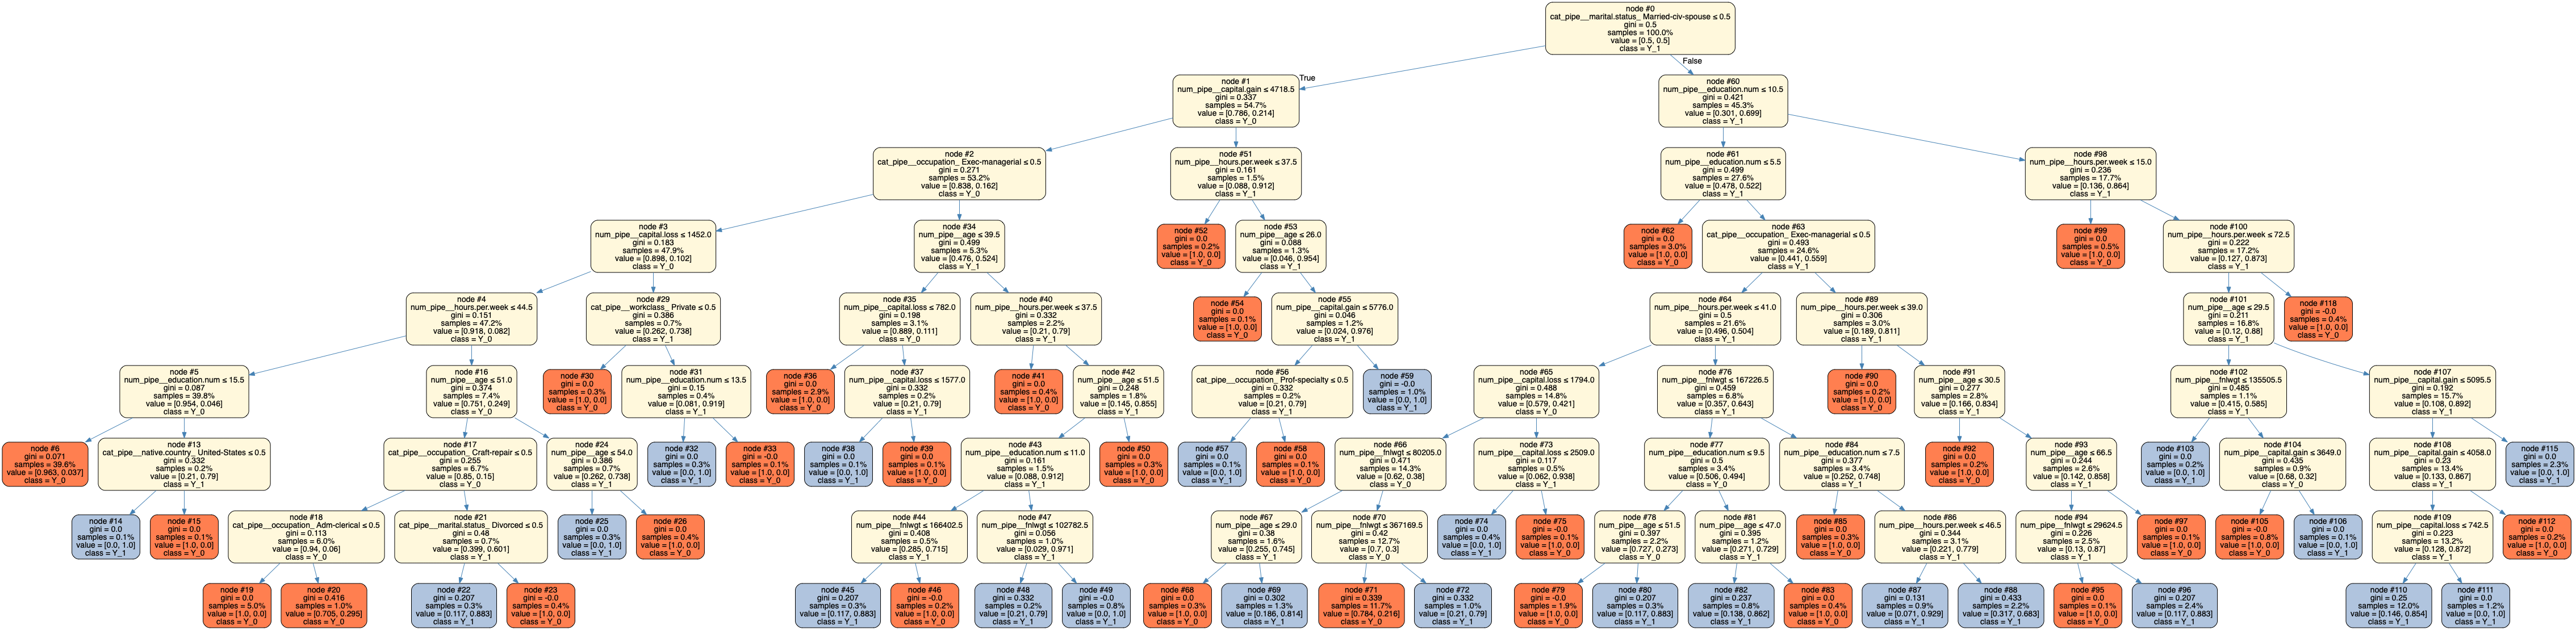 node #0
cat_pipe__marital.status_ Married-civ-spouse ≤ 0.5
gini = 0.5
samples = 100.0%
value = [0.5, 0.5]
class = Y_1
True
False
node #1
num_pipe__capital.gain ≤ 4718.5
gini = 0.337
samples = 54.7%
value = [0.786, 0.214]
class = Y_0
node #60
num_pipe__education.num ≤ 10.5
gini = 0.421
samples = 45.3%
value = [0.301, 0.699]
class = Y_1
node #2
cat_pipe__occupation_ Exec-managerial ≤ 0.5
gini = 0.271
samples = 53.2%
value = [0.838, 0.162]
class = Y_0
node #51
num_pipe__hours.per.week ≤ 37.5
gini = 0.161
samples = 1.5%
value = [0.088, 0.912]
class = Y_1
node #61
num_pipe__education.num ≤ 5.5
gini = 0.499
samples = 27.6%
value = [0.478, 0.522]
class = Y_1
node #98
num_pipe__hours.per.week ≤ 15.0
gini = 0.236
samples = 17.7%
value = [0.136, 0.864]
class = Y_1
node #3
num_pipe__capital.loss ≤ 1452.0
gini = 0.183
samples = 47.9%
value = [0.898, 0.102]
class = Y_0
node #34
num_pipe__age ≤ 39.5
gini = 0.499
samples = 5.3%
value = [0.476, 0.524]
class = Y_1
node #52
gini = 0.0
samples = 0.2%
value = [1.0, 0.0]
class = Y_0
node #53
num_pipe__age ≤ 26.0
gini = 0.088
samples = 1.3%
value = [0.046, 0.954]
class = Y_1
node #62
gini = 0.0
samples = 3.0%
value = [1.0, 0.0]
class = Y_0
node #63
cat_pipe__occupation_ Exec-managerial ≤ 0.5
gini = 0.493
samples = 24.6%
value = [0.441, 0.559]
class = Y_1
node #99
gini = 0.0
samples = 0.5%
value = [1.0, 0.0]
class = Y_0
node #100
num_pipe__hours.per.week ≤ 72.5
gini = 0.222
samples = 17.2%
value = [0.127, 0.873]
class = Y_1
node #4
num_pipe__hours.per.week ≤ 44.5
gini = 0.151
samples = 47.2%
value = [0.918, 0.082]
class = Y_0
node #29
cat_pipe__workclass_ Private ≤ 0.5
gini = 0.386
samples = 0.7%
value = [0.262, 0.738]
class = Y_1
node #35
num_pipe__capital.loss ≤ 782.0
gini = 0.198
samples = 3.1%
value = [0.889, 0.111]
class = Y_0
node #40
num_pipe__hours.per.week ≤ 37.5
gini = 0.332
samples = 2.2%
value = [0.21, 0.79]
class = Y_1
node #54
gini = 0.0
samples = 0.1%
value = [1.0, 0.0]
class = Y_0
node #55
num_pipe__capital.gain ≤ 5776.0
gini = 0.046
samples = 1.2%
value = [0.024, 0.976]
class = Y_1
node #64
num_pipe__hours.per.week ≤ 41.0
gini = 0.5
samples = 21.6%
value = [0.496, 0.504]
class = Y_1
node #89
num_pipe__hours.per.week ≤ 39.0
gini = 0.306
samples = 3.0%
value = [0.189, 0.811]
class = Y_1
node #101
num_pipe__age ≤ 29.5
gini = 0.211
samples = 16.8%
value = [0.12, 0.88]
class = Y_1
node #118
gini = -0.0
samples = 0.4%
value = [1.0, 0.0]
class = Y_0
node #5
num_pipe__education.num ≤ 15.5
gini = 0.087
samples = 39.8%
value = [0.954, 0.046]
class = Y_0
node #16
num_pipe__age ≤ 51.0
gini = 0.374
samples = 7.4%
value = [0.751, 0.249]
class = Y_0
node #30
gini = 0.0
samples = 0.3%
value = [1.0, 0.0]
class = Y_0
node #31
num_pipe__education.num ≤ 13.5
gini = 0.15
samples = 0.4%
value = [0.081, 0.919]
class = Y_1
node #36
gini = 0.0
samples = 2.9%
value = [1.0, 0.0]
class = Y_0
node #37
num_pipe__capital.loss ≤ 1577.0
gini = 0.332
samples = 0.2%
value = [0.21, 0.79]
class = Y_1
node #41
gini = 0.0
samples = 0.4%
value = [1.0, 0.0]
class = Y_0
node #42
num_pipe__age ≤ 51.5
gini = 0.248
samples = 1.8%
value = [0.145, 0.855]
class = Y_1
node #56
cat_pipe__occupation_ Prof-specialty ≤ 0.5
gini = 0.332
samples = 0.2%
value = [0.21, 0.79]
class = Y_1
node #59
gini = -0.0
samples = 1.0%
value = [0.0, 1.0]
class = Y_1
node #65
num_pipe__capital.loss ≤ 1794.0
gini = 0.488
samples = 14.8%
value = [0.579, 0.421]
class = Y_0
node #76
num_pipe__fnlwgt ≤ 167226.5
gini = 0.459
samples = 6.8%
value = [0.357, 0.643]
class = Y_1
node #90
gini = 0.0
samples = 0.2%
value = [1.0, 0.0]
class = Y_0
node #91
num_pipe__age ≤ 30.5
gini = 0.277
samples = 2.8%
value = [0.166, 0.834]
class = Y_1
node #102
num_pipe__fnlwgt ≤ 135505.5
gini = 0.485
samples = 1.1%
value = [0.415, 0.585]
class = Y_1
node #107
num_pipe__capital.gain ≤ 5095.5
gini = 0.192
samples = 15.7%
value = [0.108, 0.892]
class = Y_1
node #6
gini = 0.071
samples = 39.6%
value = [0.963, 0.037]
class = Y_0
node #13
cat_pipe__native.country_ United-States ≤ 0.5
gini = 0.332
samples = 0.2%
value = [0.21, 0.79]
class = Y_1
node #17
cat_pipe__occupation_ Craft-repair ≤ 0.5
gini = 0.255
samples = 6.7%
value = [0.85, 0.15]
class = Y_0
node #24
num_pipe__age ≤ 54.0
gini = 0.386
samples = 0.7%
value = [0.262, 0.738]
class = Y_1
node #32
gini = 0.0
samples = 0.3%
value = [0.0, 1.0]
class = Y_1
node #33
gini = -0.0
samples = 0.1%
value = [1.0, 0.0]
class = Y_0
node #38
gini = 0.0
samples = 0.1%
value = [0.0, 1.0]
class = Y_1
node #39
gini = 0.0
samples = 0.1%
value = [1.0, 0.0]
class = Y_0
node #43
num_pipe__education.num ≤ 11.0
gini = 0.161
samples = 1.5%
value = [0.088, 0.912]
class = Y_1
node #50
gini = 0.0
samples = 0.3%
value = [1.0, 0.0]
class = Y_0
node #57
gini = 0.0
samples = 0.1%
value = [0.0, 1.0]
class = Y_1
node #58
gini = 0.0
samples = 0.1%
value = [1.0, 0.0]
class = Y_0
node #66
num_pipe__fnlwgt ≤ 80205.0
gini = 0.471
samples = 14.3%
value = [0.62, 0.38]
class = Y_0
node #73
num_pipe__capital.loss ≤ 2509.0
gini = 0.117
samples = 0.5%
value = [0.062, 0.938]
class = Y_1
node #77
num_pipe__education.num ≤ 9.5
gini = 0.5
samples = 3.4%
value = [0.506, 0.494]
class = Y_0
node #84
num_pipe__education.num ≤ 7.5
gini = 0.377
samples = 3.4%
value = [0.252, 0.748]
class = Y_1
node #92
gini = 0.0
samples = 0.2%
value = [1.0, 0.0]
class = Y_0
node #93
num_pipe__age ≤ 66.5
gini = 0.244
samples = 2.6%
value = [0.142, 0.858]
class = Y_1
node #103
gini = 0.0
samples = 0.2%
value = [0.0, 1.0]
class = Y_1
node #104
num_pipe__capital.gain ≤ 3649.0
gini = 0.435
samples = 0.9%
value = [0.68, 0.32]
class = Y_0
node #108
num_pipe__capital.gain ≤ 4058.0
gini = 0.23
samples = 13.4%
value = [0.133, 0.867]
class = Y_1
node #115
gini = 0.0
samples = 2.3%
value = [0.0, 1.0]
class = Y_1
node #14
gini = 0.0
samples = 0.1%
value = [0.0, 1.0]
class = Y_1
node #15
gini = 0.0
samples = 0.1%
value = [1.0, 0.0]
class = Y_0
node #18
cat_pipe__occupation_ Adm-clerical ≤ 0.5
gini = 0.113
samples = 6.0%
value = [0.94, 0.06]
class = Y_0
node #21
cat_pipe__marital.status_ Divorced ≤ 0.5
gini = 0.48
samples = 0.7%
value = [0.399, 0.601]
class = Y_1
node #25
gini = 0.0
samples = 0.3%
value = [0.0, 1.0]
class = Y_1
node #26
gini = 0.0
samples = 0.4%
value = [1.0, 0.0]
class = Y_0
node #44
num_pipe__fnlwgt ≤ 166402.5
gini = 0.408
samples = 0.5%
value = [0.285, 0.715]
class = Y_1
node #47
num_pipe__fnlwgt ≤ 102782.5
gini = 0.056
samples = 1.0%
value = [0.029, 0.971]
class = Y_1
node #67
num_pipe__age ≤ 29.0
gini = 0.38
samples = 1.6%
value = [0.255, 0.745]
class = Y_1
node #70
num_pipe__fnlwgt ≤ 367169.5
gini = 0.42
samples = 12.7%
value = [0.7, 0.3]
class = Y_0
node #74
gini = 0.0
samples = 0.4%
value = [0.0, 1.0]
class = Y_1
node #75
gini = -0.0
samples = 0.1%
value = [1.0, 0.0]
class = Y_0
node #78
num_pipe__age ≤ 51.5
gini = 0.397
samples = 2.2%
value = [0.727, 0.273]
class = Y_0
node #81
num_pipe__age ≤ 47.0
gini = 0.395
samples = 1.2%
value = [0.271, 0.729]
class = Y_1
node #85
gini = 0.0
samples = 0.3%
value = [1.0, 0.0]
class = Y_0
node #86
num_pipe__hours.per.week ≤ 46.5
gini = 0.344
samples = 3.1%
value = [0.221, 0.779]
class = Y_1
node #94
num_pipe__fnlwgt ≤ 29624.5
gini = 0.226
samples = 2.5%
value = [0.13, 0.87]
class = Y_1
node #97
gini = 0.0
samples = 0.1%
value = [1.0, 0.0]
class = Y_0
node #105
gini = -0.0
samples = 0.8%
value = [1.0, 0.0]
class = Y_0
node #106
gini = 0.0
samples = 0.1%
value = [0.0, 1.0]
class = Y_1
node #109
num_pipe__capital.loss ≤ 742.5
gini = 0.223
samples = 13.2%
value = [0.128, 0.872]
class = Y_1
node #112
gini = 0.0
samples = 0.2%
value = [1.0, 0.0]
class = Y_0
node #19
gini = 0.0
samples = 5.0%
value = [1.0, 0.0]
class = Y_0
node #20
gini = 0.416
samples = 1.0%
value = [0.705, 0.295]
class = Y_0
node #22
gini = 0.207
samples = 0.3%
value = [0.117, 0.883]
class = Y_1
node #23
gini = -0.0
samples = 0.4%
value = [1.0, 0.0]
class = Y_0
node #45
gini = 0.207
samples = 0.3%
value = [0.117, 0.883]
class = Y_1
node #46
gini = -0.0
samples = 0.2%
value = [1.0, 0.0]
class = Y_0
node #48
gini = 0.332
samples = 0.2%
value = [0.21, 0.79]
class = Y_1
node #49
gini = -0.0
samples = 0.8%
value = [0.0, 1.0]
class = Y_1
node #68
gini = 0.0
samples = 0.3%
value = [1.0, 0.0]
class = Y_0
node #69
gini = 0.302
samples = 1.3%
value = [0.186, 0.814]
class = Y_1
node #71
gini = 0.339
samples = 11.7%
value = [0.784, 0.216]
class = Y_0
node #72
gini = 0.332
samples = 1.0%
value = [0.21, 0.79]
class = Y_1
node #79
gini = -0.0
samples = 1.9%
value = [1.0, 0.0]
class = Y_0
node #80
gini = 0.207
samples = 0.3%
value = [0.117, 0.883]
class = Y_1
node #82
gini = 0.237
samples = 0.8%
value = [0.138, 0.862]
class = Y_1
node #83
gini = 0.0
samples = 0.4%
value = [1.0, 0.0]
class = Y_0
node #87
gini = 0.131
samples = 0.9%
value = [0.071, 0.929]
class = Y_1
node #88
gini = 0.433
samples = 2.2%
value = [0.317, 0.683]
class = Y_1
node #95
gini = 0.0
samples = 0.1%
value = [1.0, 0.0]
class = Y_0
node #96
gini = 0.207
samples = 2.4%
value = [0.117, 0.883]
class = Y_1
node #110
gini = 0.25
samples = 12.0%
value = [0.146, 0.854]
class = Y_1
node #111
gini = 0.0
samples = 1.2%
value = [0.0, 1.0]
class = Y_1